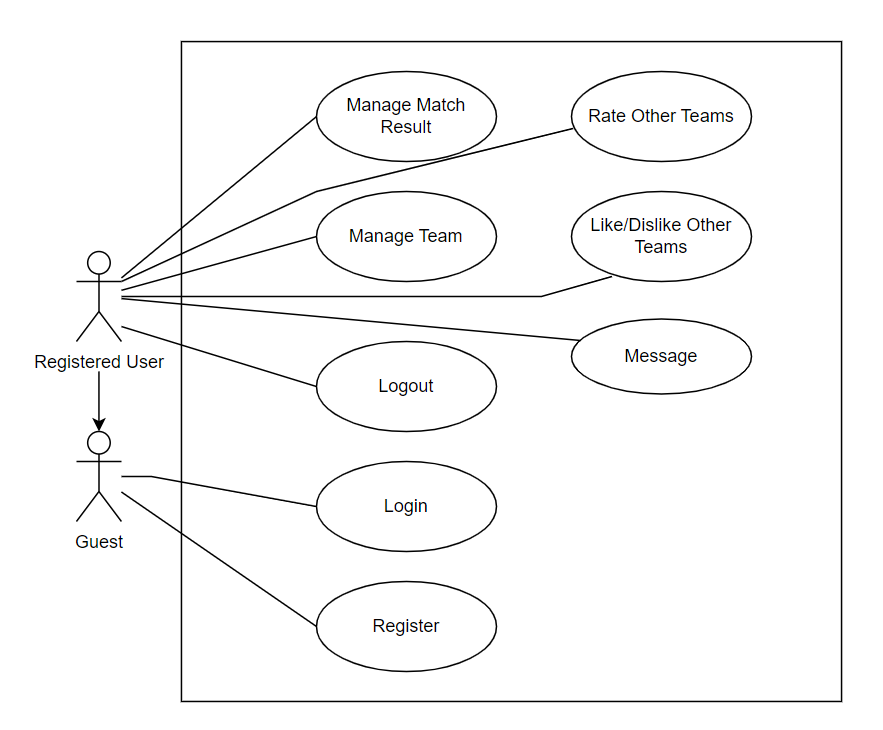 Manage Match
Result
Rate Other Teams
Manage Team
Like/Dislike Other
Teams
Registered User
Message
Logout
Login
Guest
Register